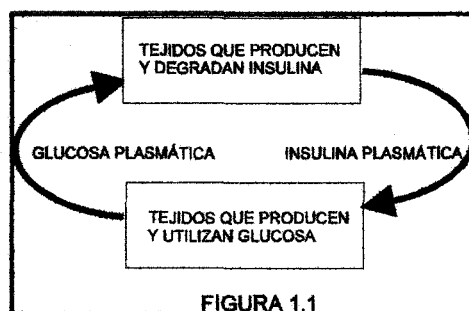 TEJIDOS QUE PRODUCEN
Y DEGRADAN INSULINA
GLUCOSA PLASMÁTICA
INSULINA PLASMÁTICA
TEJIDOS QUE PRODUCEN
Y UTILIZAN GLUCOSA
FIGURA 1.1